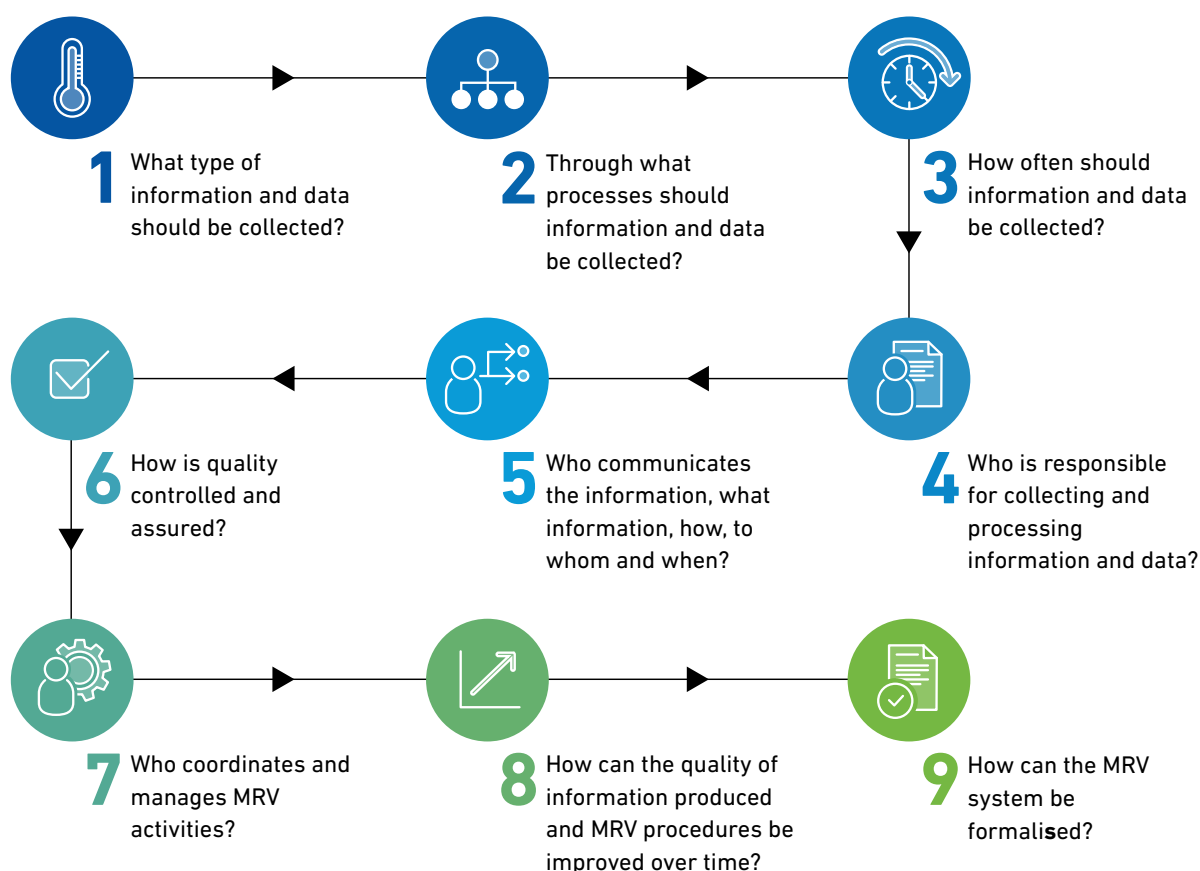 1 What type of
information and data
should be collected?
2 Through what
processes should
information and data
be collected?
3 How often should
information and data
be collected?
4 Who is responsible
for collecting and
processing
information and data?
5 Who communicates
the information, what
information, how, to
whom and when?
6 How is quality
controlled and
assured?
7 Who coordinates and
manages MRV
activities?
8 How can the quality of
information produced
and MRV procedures be
improved over time?
9 How can the MRV
system be
formalised?